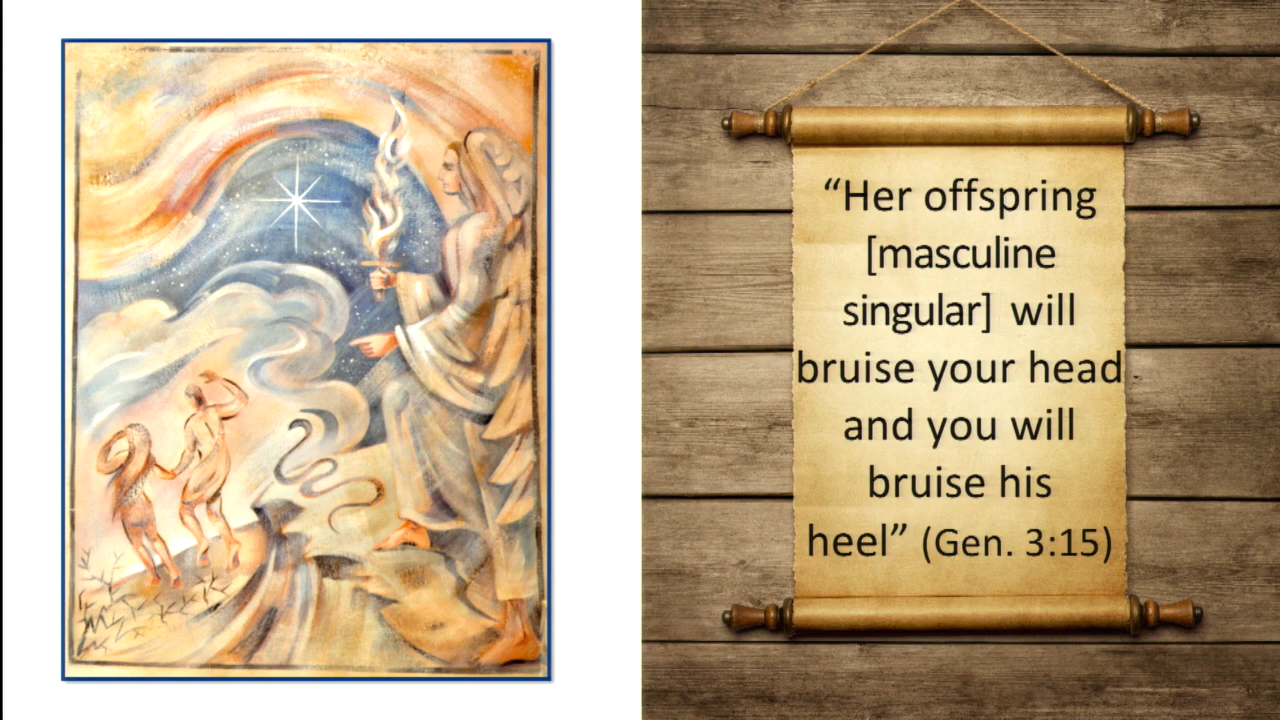 “Her offspring
[masculine
singular] will
bruise your head
and you will
bruise his
heel” (Gen. 3:15)